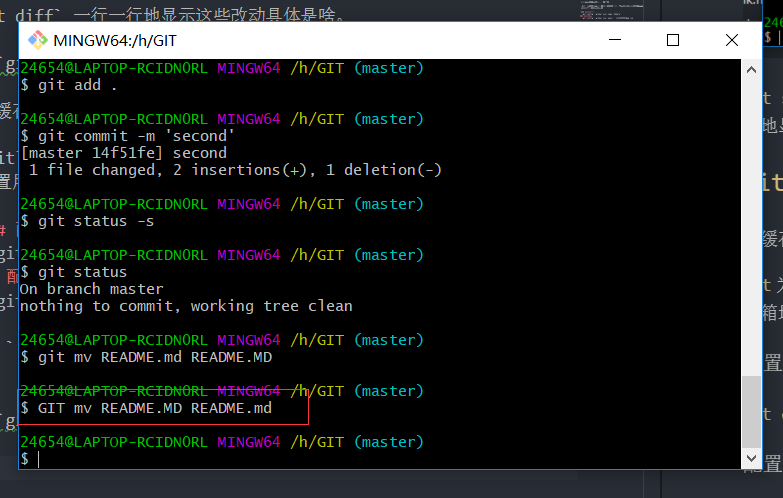 t diff` 一行一行地显示这些改动具体是啥。
MINGW64:/h/GIT
24654@LAPTOP-RCIDN0RL MINGW64 /h/GIT (master)
$ git add .
24654@LAPTOP-RCIDN0RL MINGW64 /h/GIT (master)
$ git commit -m 'second'
[master 14f51fe] second
1 file changed, 2 insertions(+), 1 deletion(-)
24654@LAPTOP-RCIDN0RL MINGW64 /h/GIT (master)
$ git status -s
24654@LAPTOP-RCIDN0RL MINGW64 /h/GIT (master)
$ git status
On branch master
nothing to commit, working tree clean
24654@LAPTOP-RCIDN0RL MINGW64 /h/GIT (master)
$ git mv README.md README.MD
24654@LAPTOP-RCIDN0RL MINGW64 /h/GIT (master)
$ GIT mv README.MD README.md
24654@LAPTOP-RCIDN0RL MINGW64 /h/GIT (master)
$